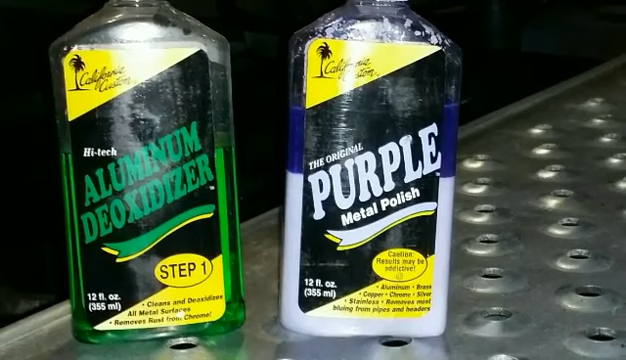 California
Custom
Hi-tech
ALUMINUM
DEOXIDIZER™
STEP 1
12 fl. oz.
(355 ml)
• Cleans and Deoxidizes
All Metal Surfaces
• Removes Rust from Chrome!
California
Custom
THE ORIGINAL
PURPLE
Metal Polish
Caution:
Results may be
addictive!
12 fl. oz.
(355 ml)
• Aluminum • Brass
• Copper • Chrome • Silver
• Stainless • Removes most
bluing from pipes and headers